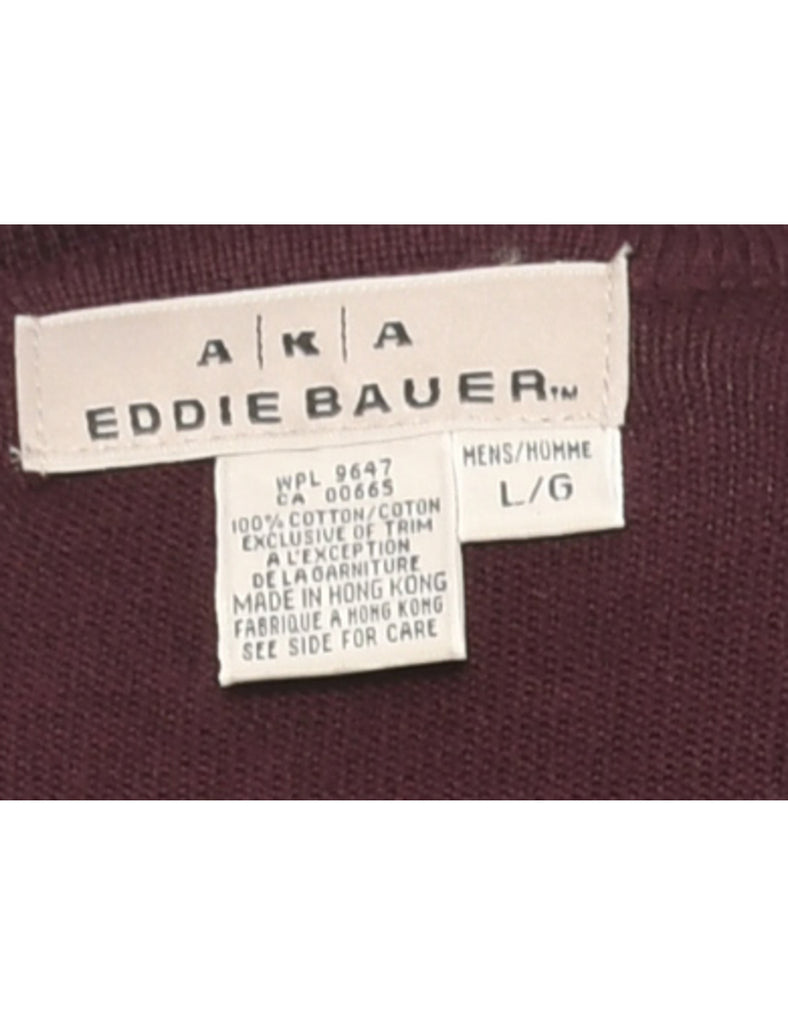 A|K|A
EDDIE BAUER™
MENS/HOMME
L/G
WPL 9647
CA 00665
100% COTTON/COTON
EXCLUSIVE OF TRIM
A L'EXCEPTION
DE LA GARNITURE
MADE IN HONG KONG
FABRIQUE A HONG KONG
SEE SIDE FOR CARE